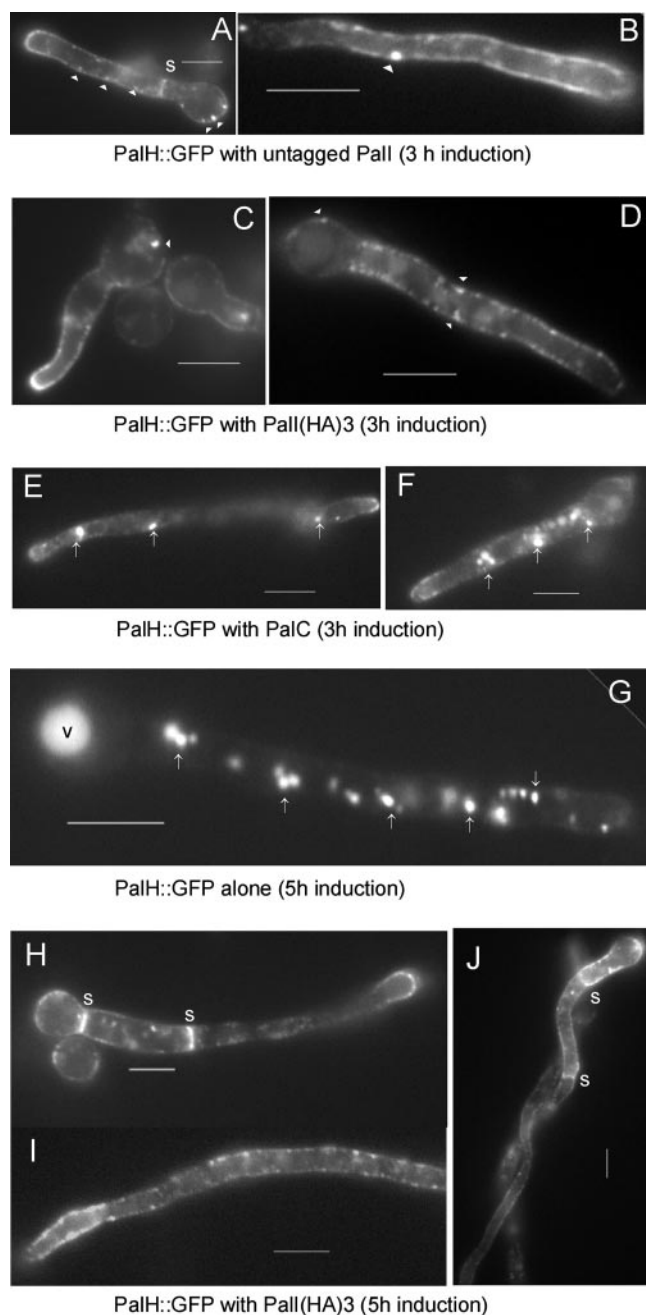 A
S
B
PalH::GFP with untagged PalI (3 h induction)
C
D
PalH::GFP with PalI(HA)3 (3h induction)
E
F
PalH::GFP with PalC (3h induction)
G
v
PalH::GFP alone (5h induction)
H
S
S
J
S
S
I
PalH::GFP with PalI(HA)3 (5h induction)